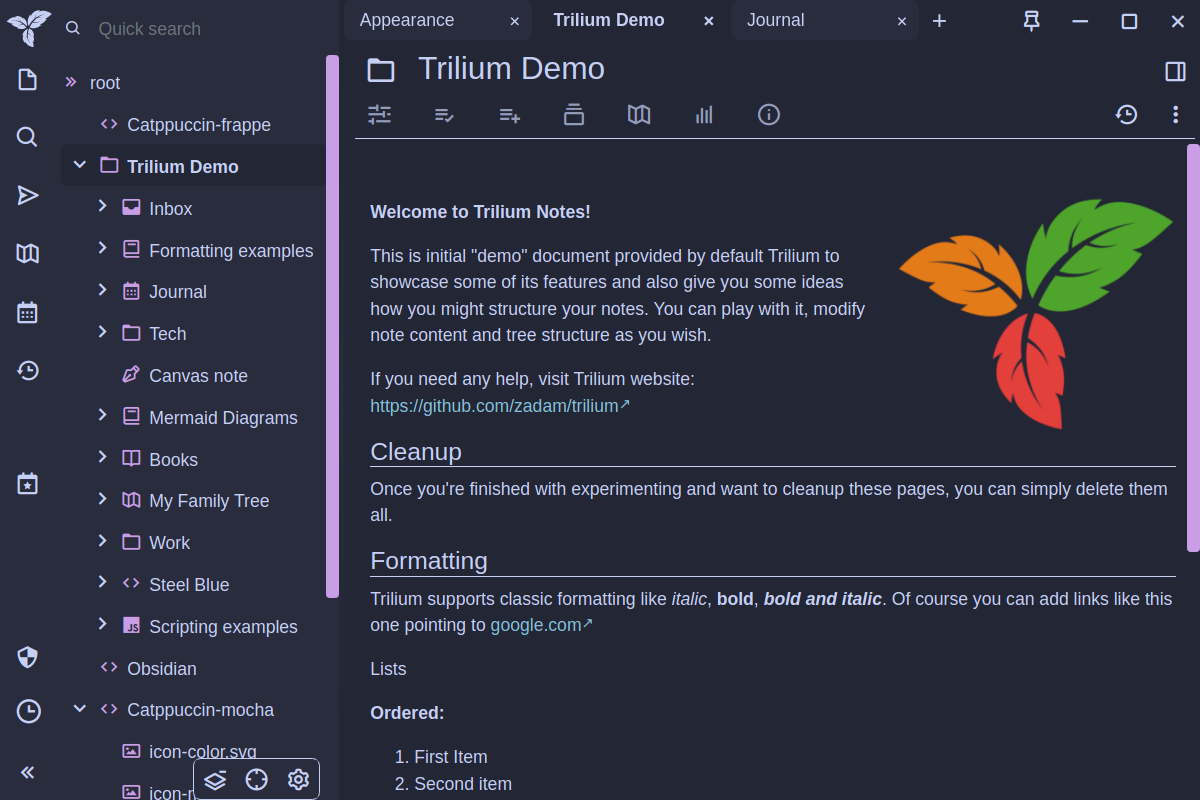 Quick search
root
Catppuccin-frappe
Trilium Demo
Inbox
Formatting examples
Journal
Tech
Canvas note
Mermaid Diagrams
Books
My Family Tree
Work
Steel Blue
JS
Scripting examples
Obsidian
Catppuccin-mocha
icon-color.svg
Appearance
Trilium Demo
Journal
Trilium Demo
Welcome to Trilium Notes!
This is initial "demo" document provided by default Trilium to
showcase some of its features and also give you some ideas
how you might structure your notes. You can play with it, modify
note content and tree structure as you wish.
If you need any help, visit Trilium website:
https://github.com/zadam/trilium
Cleanup
Once you're finished with experimenting and want to cleanup these pages, you can simply delete them
all.
Formatting
Trilium supports classic formatting like italic, bold, bold and italic. Of course you can add links like this
one pointing to google.com
Lists
Ordered:
1. First Item
2. Second item